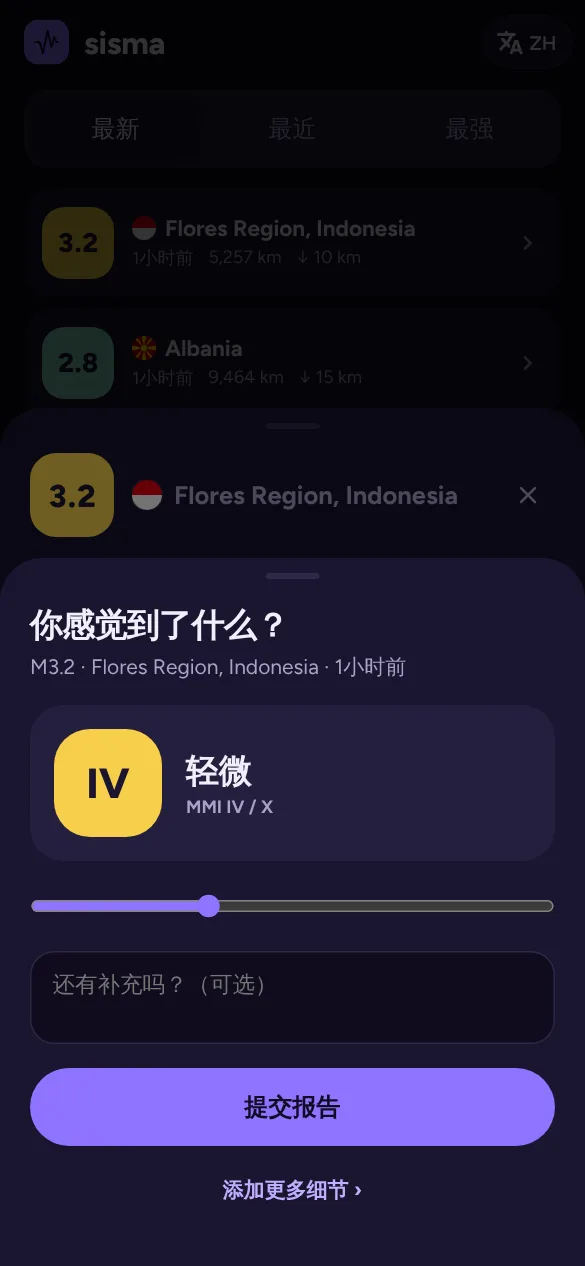 sisma
ZH
最新 最近 最强
3.2
Flores Region, Indonesia
1小时前 5,257 km ↓ 10 km
2.8
Albania
1小时前 9,464 km ↓ 15 km
3.2
Flores Region, Indonesia
你感觉到了什么？
M3.2 · Flores Region, Indonesia · 1小时前
IV
轻微
MMI IV / X
还有补充吗？（可选）
提交报告
添加更多细节 ›